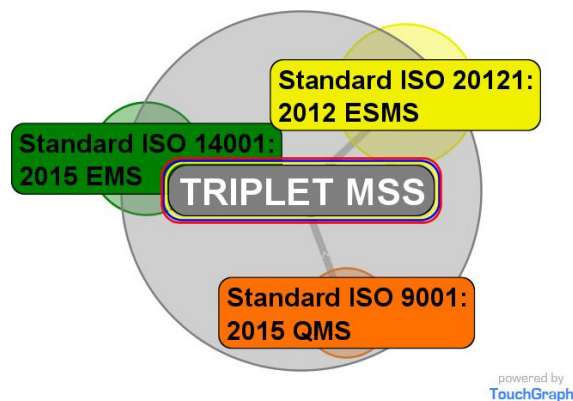 Standard ISO 20121:
2012 ESMS
Standard ISO 14001:
2015 EMS
TRIPLET MSS
Standard ISO 9001:
2015 QMS
powered by
TouchGraph